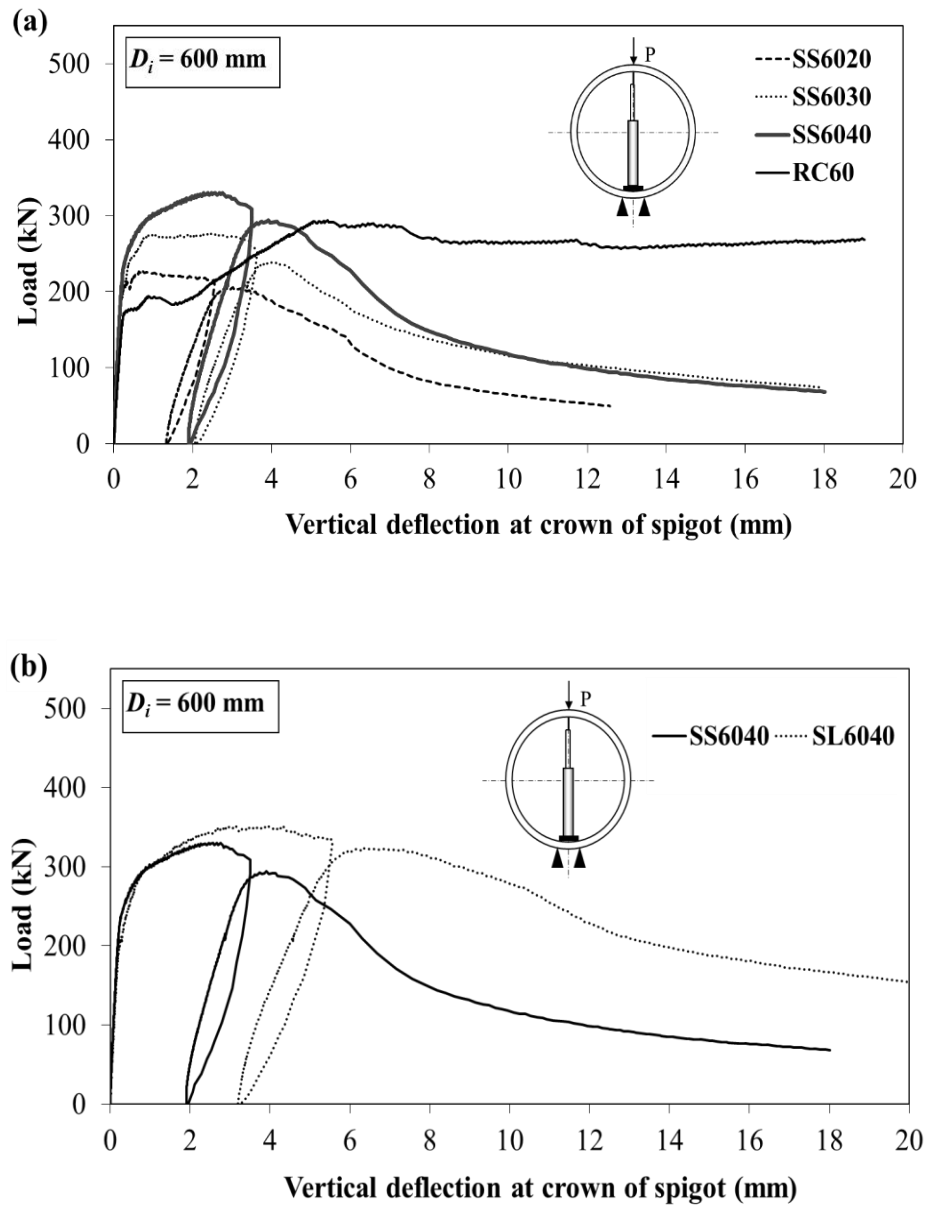 (a)
D_i = 600 mm
P
SS6020
SS6030
SS6040
RC60
500
400
300
200
100
0
Load (kN)
0 2 4 6 8 10 12 14 16 18 20
Vertical deflection at crown of spigot (mm)
(b)
D_i = 600 mm
P
SS6040 SL6040
500
400
300
200
100
0
Load (kN)
0 2 4 6 8 10 12 14 16 18 20
Vertical deflection at crown of spigot (mm)